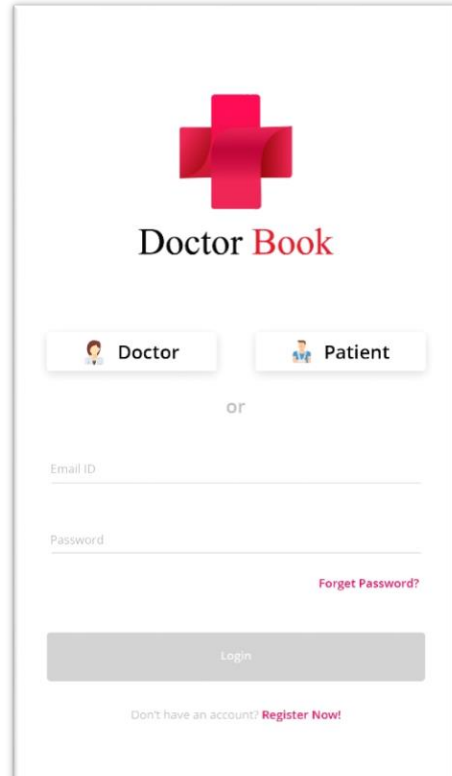 Doctor Book
Doctor Patient
or
Email ID
Password
Forget Password?
Login
Don't have an account? Register Now!